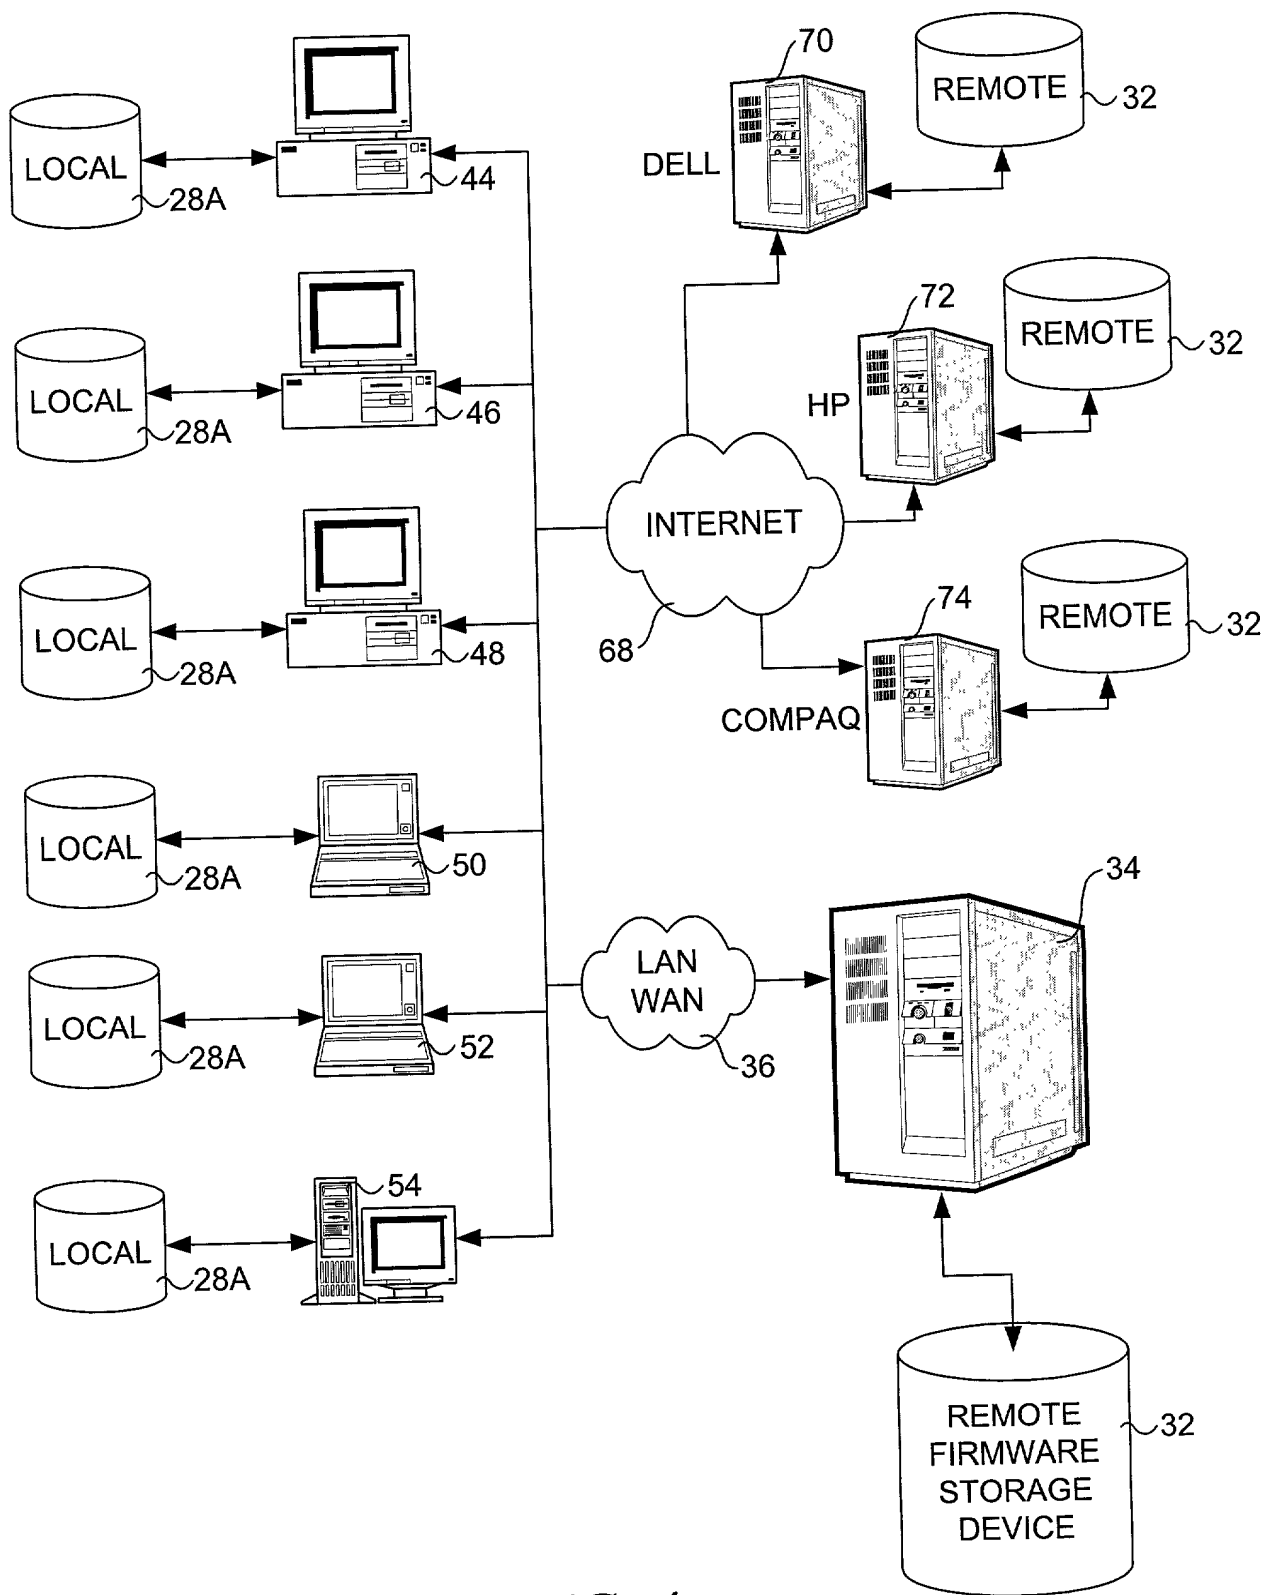 70
REMOTE
32
DELL
LOCAL
28A
44
72
REMOTE
32
HP
LOCAL
28A
46
INTERNET
68
LOCAL
28A
48
74
REMOTE
32
COMPAQ
LOCAL
28A
50
34
LAN
WAN
36
LOCAL
28A
52
LOCAL
28A
54
REMOTE
FIRMWARE
STORAGE
DEVICE
32